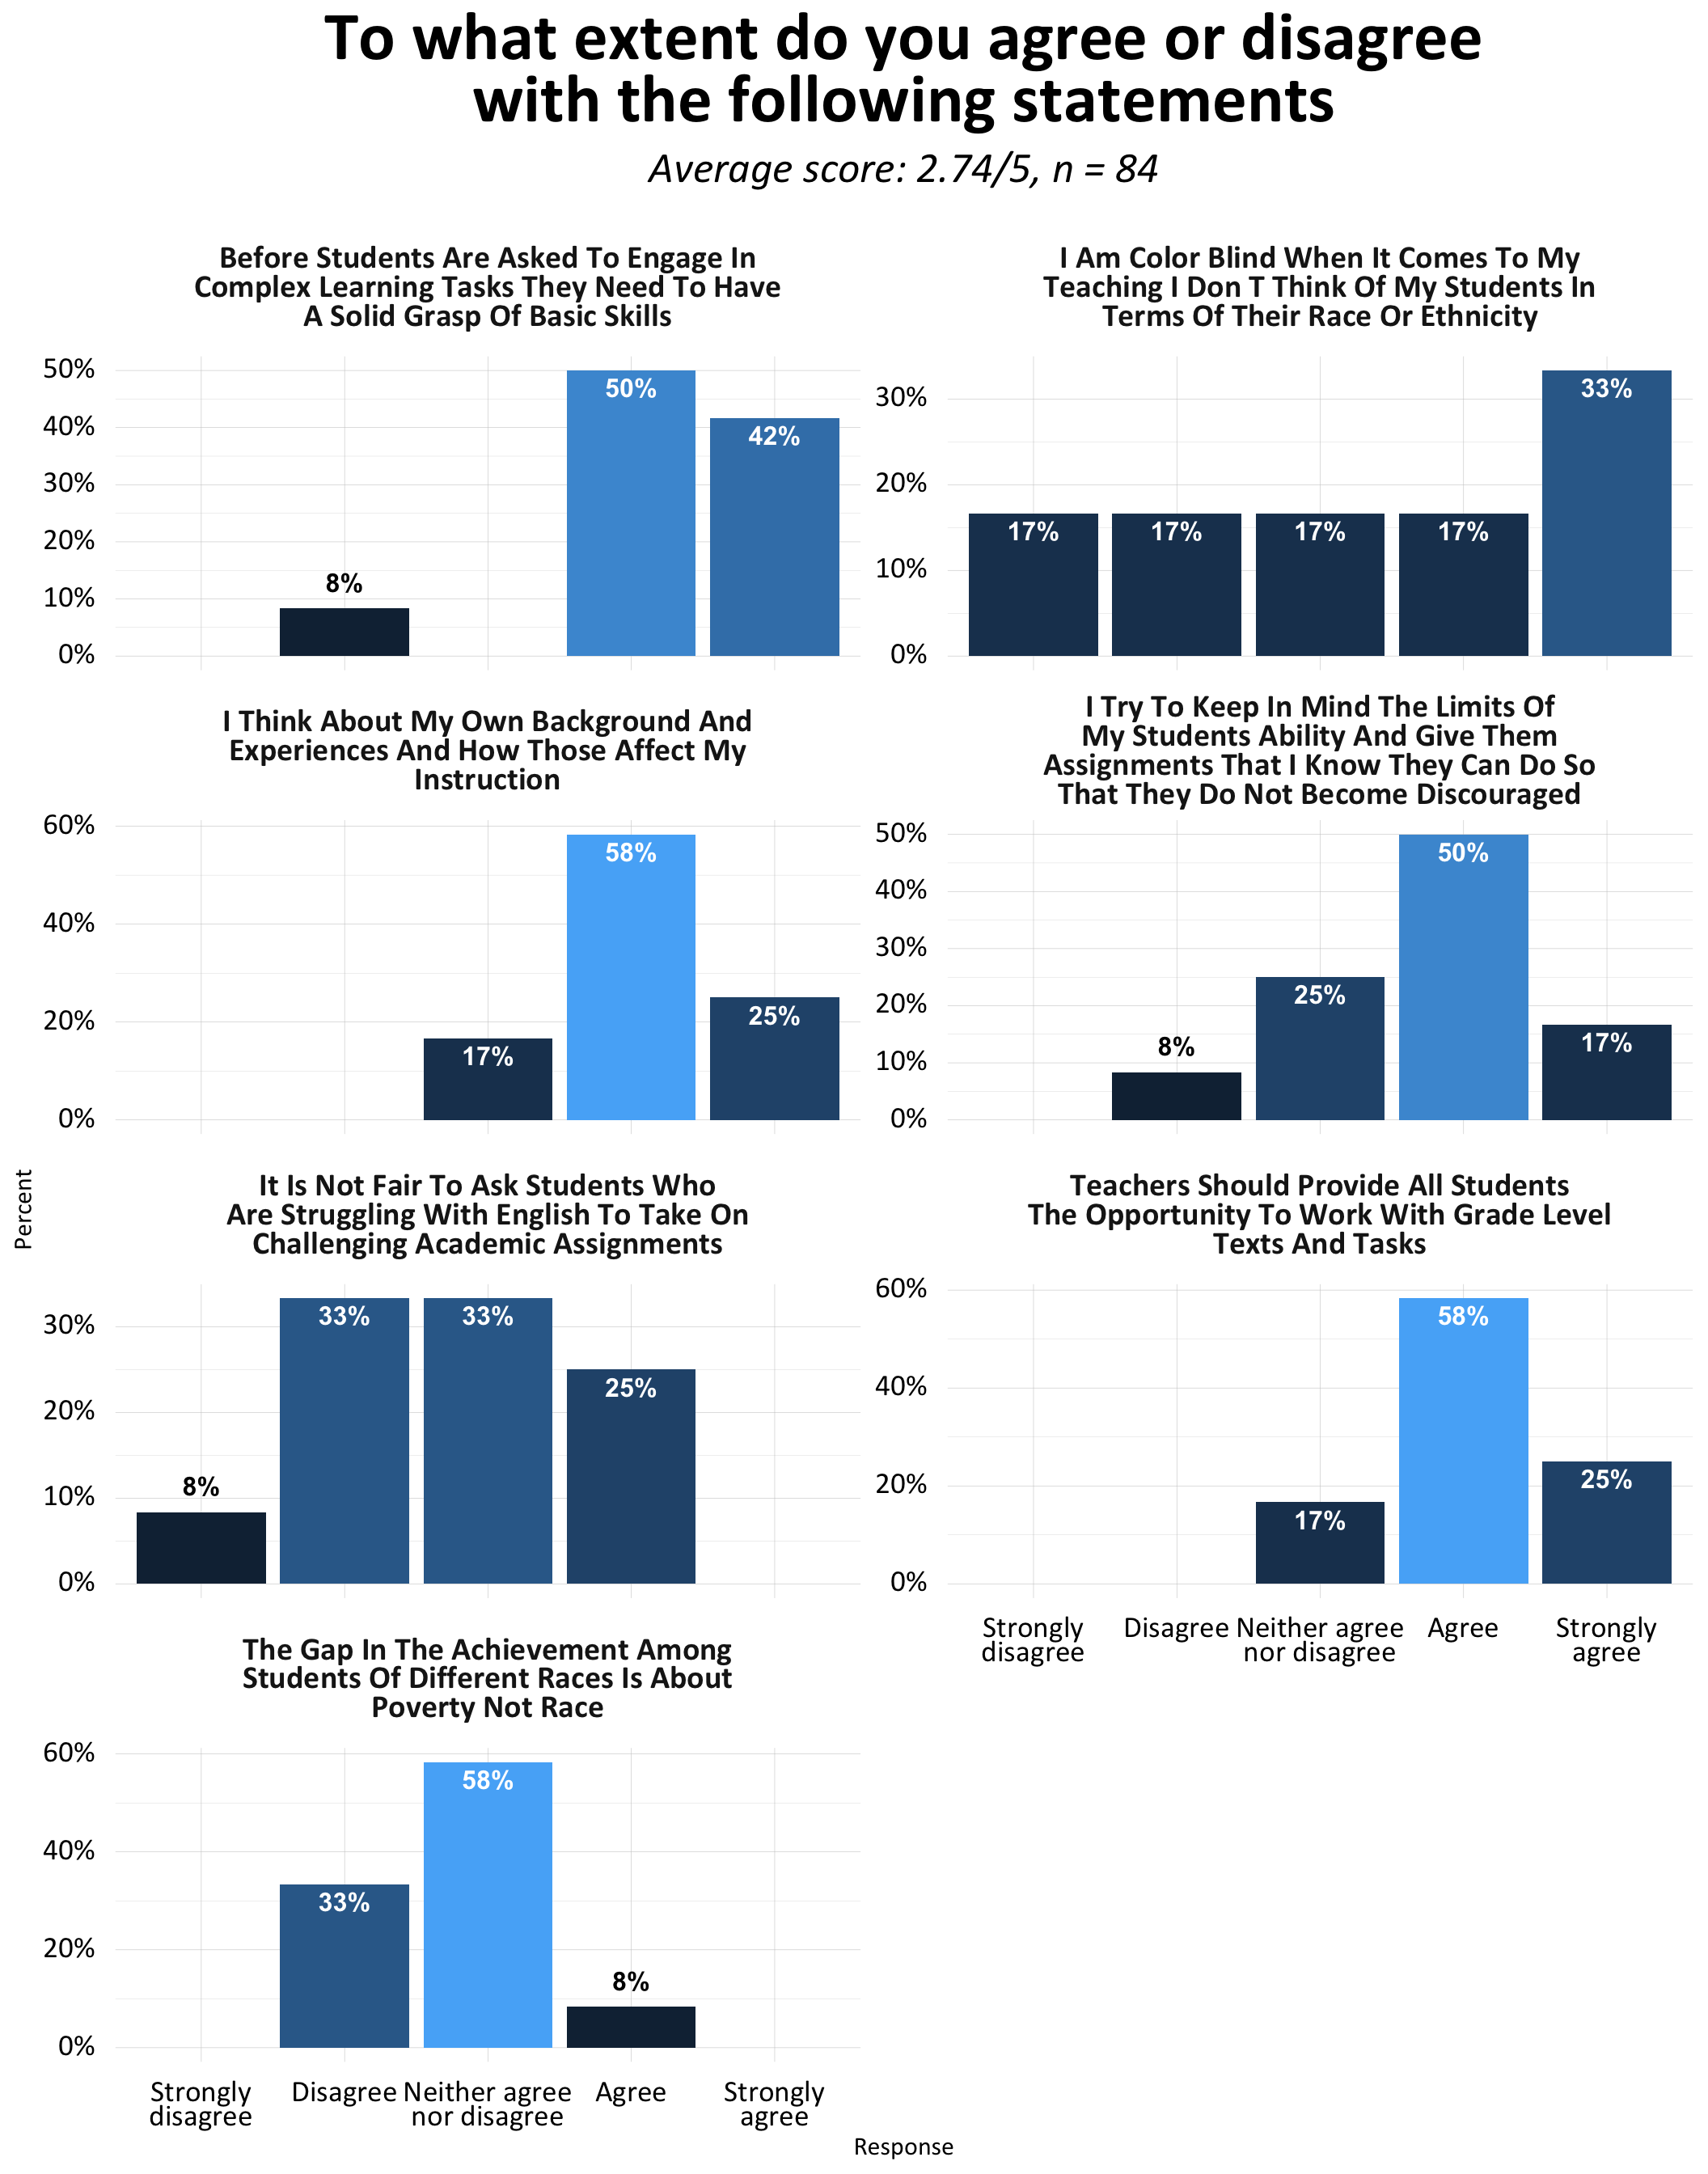 To what extent do you agree or disagree
with the following statements
Average score: 2.74/5, n = 84
Before Students Are Asked To Engage In
Complex Learning Tasks They Need To Have
A Solid Grasp Of Basic Skills
50%
40%
30%
20%
10%
0%
8%
50%
42%
I Am Color Blind When It Comes To My
Teaching I Don T Think Of My Students In
Terms Of Their Race Or Ethnicity
30%
20%
10%
0%
17%
17%
17%
17%
33%
I Think About My Own Background And
Experiences And How Those Affect My
Instruction
60%
40%
20%
0%
17%
58%
25%
I Try To Keep In Mind The Limits Of
My Students Ability And Give Them
Assignments That I Know They Can Do So
That They Do Not Become Discouraged
50%
40%
30%
20%
10%
0%
8%
25%
50%
17%
Percent
It Is Not Fair To Ask Students Who
Are Struggling With English To Take On
Challenging Academic Assignments
30%
20%
10%
0%
8%
33%
33%
25%
Teachers Should Provide All Students
The Opportunity To Work With Grade Level
Texts And Tasks
60%
40%
20%
0%
17%
58%
25%
Strongly
disagree
Disagree
Neither agree
nor disagree
Agree
Strongly
agree
The Gap In The Achievement Among
Students Of Different Races Is About
Poverty Not Race
60%
40%
20%
0%
33%
58%
8%
Strongly
disagree
Disagree
Neither agree
nor disagree
Agree
Strongly
agree
Response